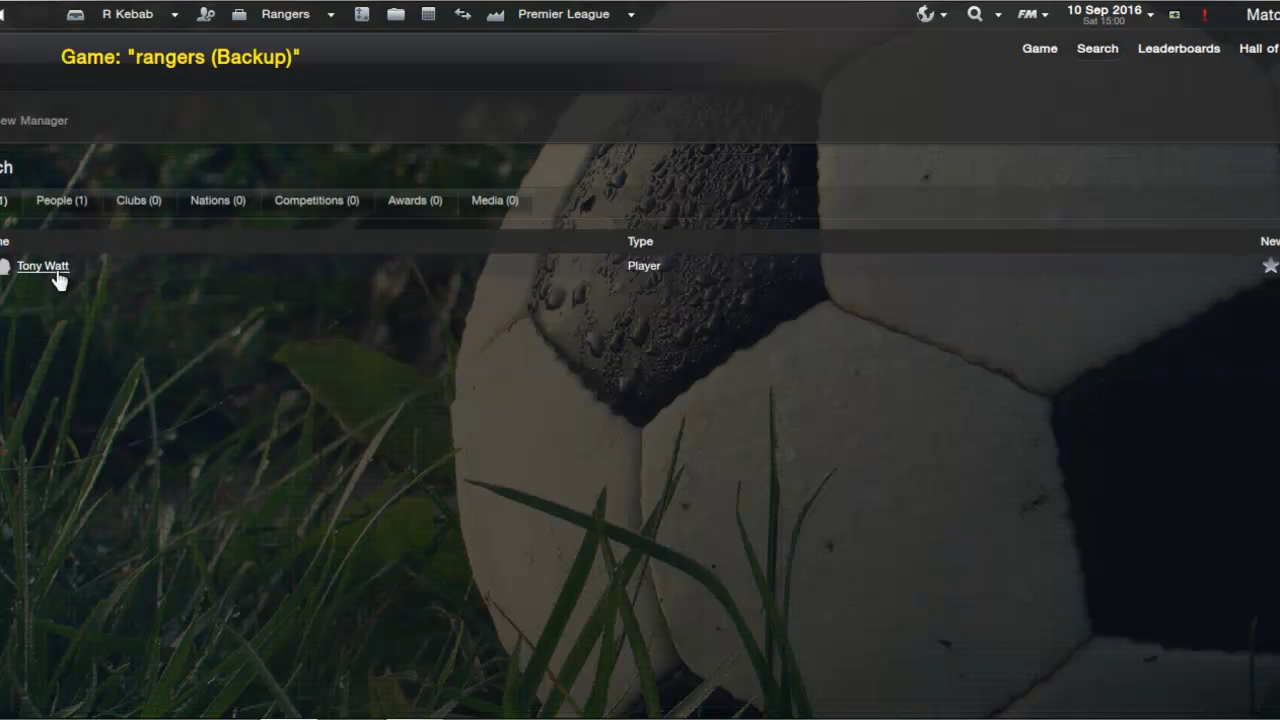 R Kebab Rangers FM Premier League FM 10 Sep 2016 Matc
Sat 15:00
Game: "rangers (Backup)" Game Search Leaderboards Hall of
ew Manager
ch
1) People (1) Clubs (0) Nations (0) Competitions (0) Awards (0) Media (0)
ne Type New
Tony Watt Player